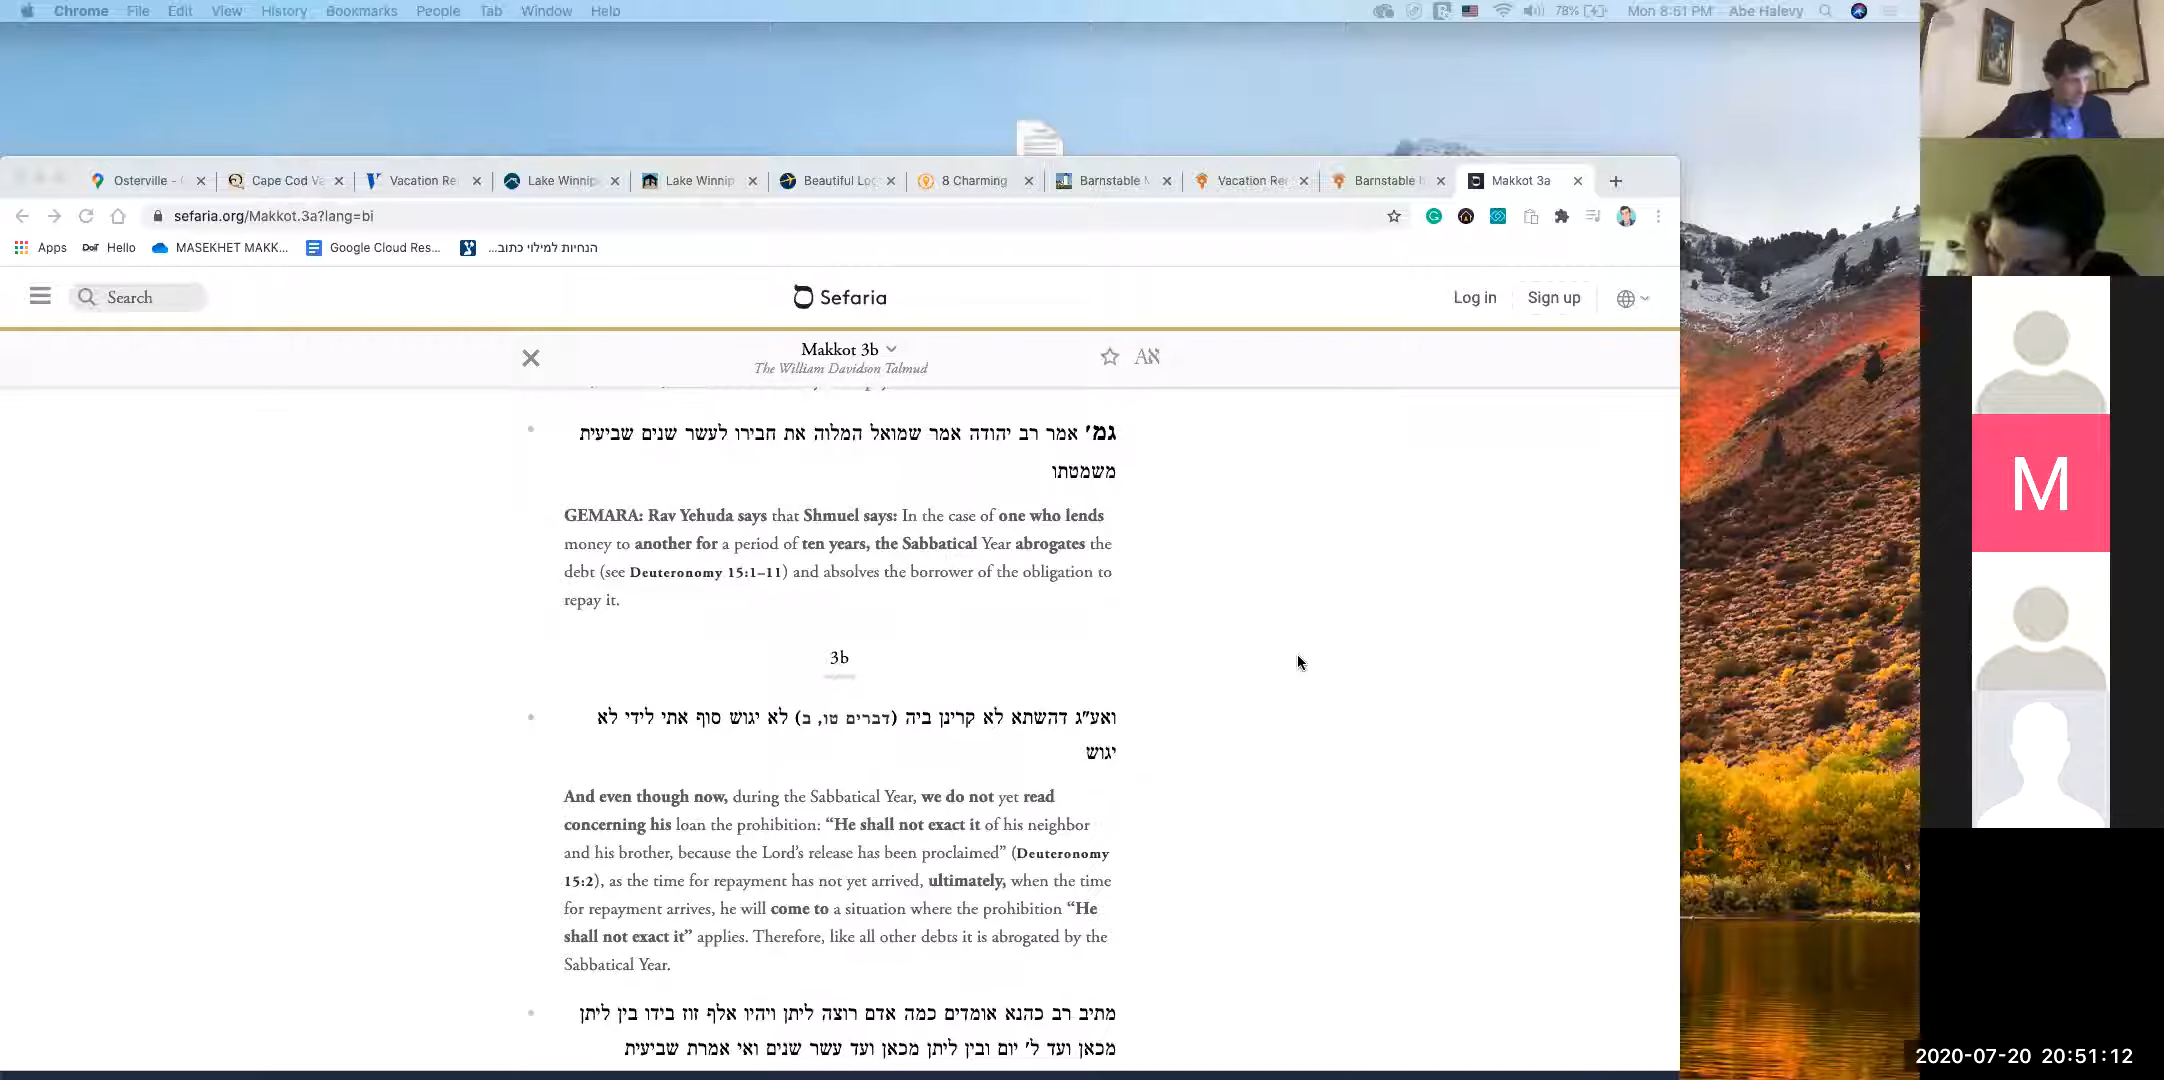 Chrome File Edit View History Bookmarks People Tab Window Help
78% Mon 8:51 PM Abe Halevy
Osterville - Cape Cod Va Vacation Re Lake Winnip Lake Winnip Beautiful Log 8 Charming Barnstable Vacation Ren Barnstable Makkot 3a
sefaria.org/Makkot.3a?lang=bi
Apps DoIT Hello MASEKHET MAKK... Google Cloud Res... הנחיות למילוי כתוב...
Search Sefaria Log in Sign up
Makkot 3b
The William Davidson Talmud
גמ׳ אמר רב יהודה אמר שמואל המלוה את חבירו לעשר שנים שביעית
משמטתו
GEMARA: Rav Yehuda says that Shmuel says: In the case of one who lends
money to another for a period of ten years, the Sabbatical Year abrogates the
debt (see Deuteronomy 15:1–11) and absolves the borrower of the obligation to
repay it.
3b
ואע"ג דהשתא לא קרינן ביה (דברים טו, ב) לא יגוש סוף אתי לידי לא
יגוש
And even though now, during the Sabbatical Year, we do not yet read
concerning his loan the prohibition: “He shall not exact it of his neighbor
and his brother, because the Lord’s release has been proclaimed” (Deuteronomy
15:2), as the time for repayment has not yet arrived, ultimately, when the time
for repayment arrives, he will come to a situation where the prohibition “He
shall not exact it” applies. Therefore, like all other debts it is abrogated by the
Sabbatical Year.
מתיב רב כהנא אומדים כמה אדם רוצה ליתן ויהיו אלף זוז בידו בין ליתן
מכאן ועד ל׳ יום ובין ליתן מכאן ועד עשר שנים ואי אמרת שביעית
M
2020-07-20 20:51:12